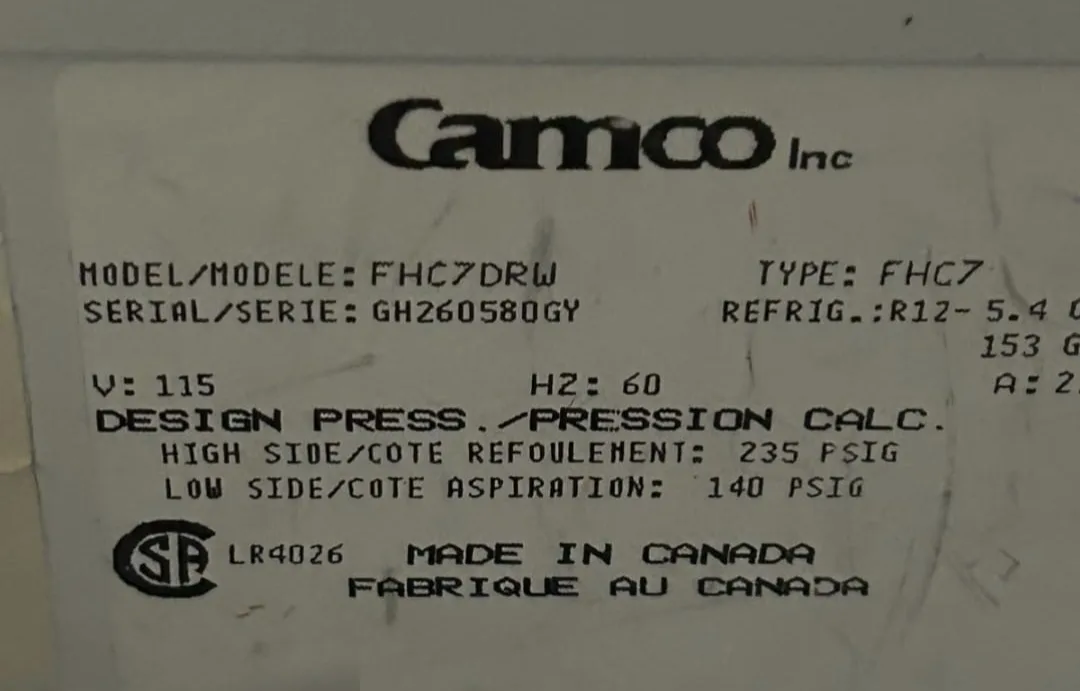 Camco Inc
MODEL/MODELE: FHC7DRW TYPE: FHC7
SERIAL/SERIE: GH260580GY REFRIG.:R12- 5.4
153 G
V: 115 HZ: 60 A: 2.
DESIGN PRESS./PRESSION CALC.
HIGH SIDE/COTE REFOULEMENT: 235 PSIG
LOW SIDE/COTE ASPIRATION: 140 PSIG
CSA LR4026 MADE IN CANADA
FABRIQUE AU CANADA